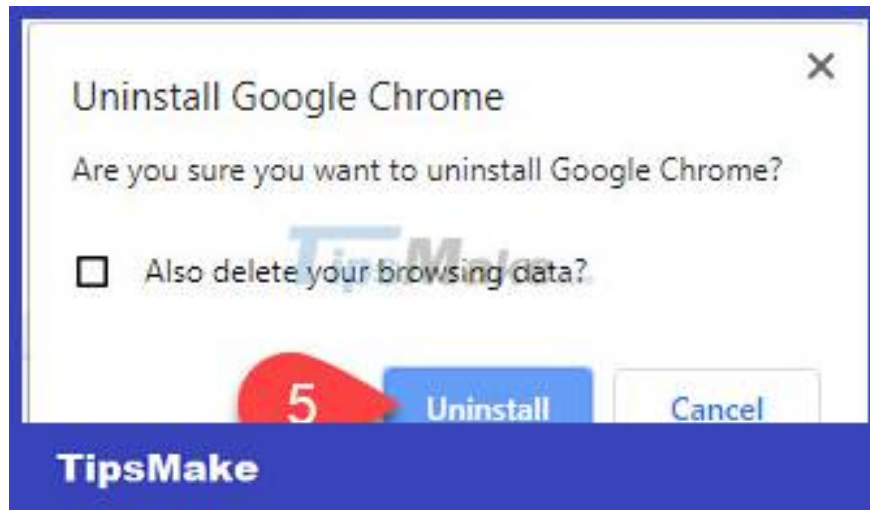 Uninstall Google Chrome
Are you sure you want to uninstall Google Chrome?
Also delete your browsing data?
TipsMake
5
Uninstall
Cancel
TipsMake